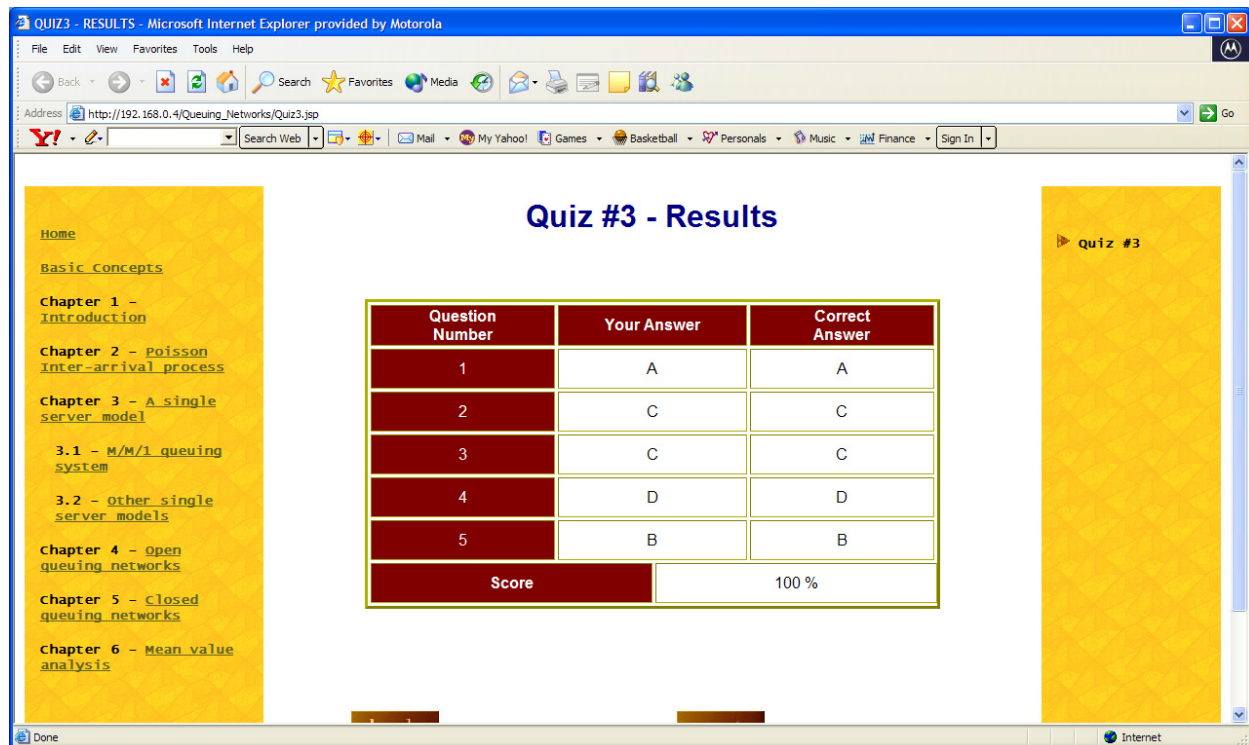 QUIZ3 - RESULTS - Microsoft Internet Explorer provided by Motorola
File Edit View Favorites Tools Help
Back Search Favorites Media
Address http://192.168.0.4/Queuing_Networks/Quiz3.jsp Go
Y! Search Web Mail My Yahoo! Games Basketball Personals Music Finance Sign In
Home
Basic Concepts
Chapter 1 -
Introduction
Chapter 2 - Poisson
Inter-arrival process
Chapter 3 - A single
server model
3.1 - M/M/1 queuing
system
3.2 - Other single
server models
Chapter 4 - Open
queuing networks
Chapter 5 - Closed
queuing networks
Chapter 6 - Mean value
analysis
Quiz #3 - Results
Question
Number
Your Answer
Correct
Answer
1 A A
2 C C
3 C C
4 D D
5 B B
Score 100 %
Quiz #3
Done Internet